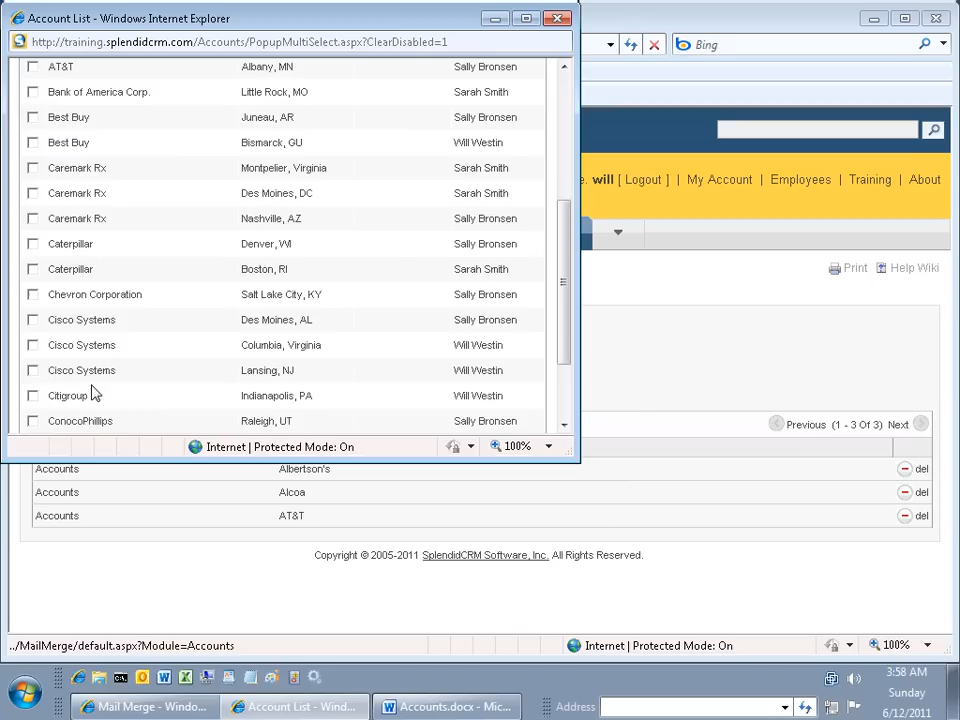 Account List - Windows Internet Explorer
http://training.splendidcrm.com/Accounts/PopupMultiSelect.aspx?ClearDisabled=1
Bing
AT&T Albany, MN Sally Bronsen
Bank of America Corp. Little Rock, MO Sarah Smith
Best Buy Juneau, AR Sally Bronsen
Best Buy Bismarck, GU Will Westin
Caremark Rx Montpelier, Virginia Sarah Smith
Caremark Rx Des Moines, DC Sarah Smith
Caremark Rx Nashville, AZ Sally Bronsen
Caterpillar Denver, WI Sally Bronsen
Caterpillar Boston, RI Sarah Smith
Chevron Corporation Salt Lake City, KY Sally Bronsen
Cisco Systems Des Moines, AL Sally Bronsen
Cisco Systems Columbia, Virginia Will Westin
Cisco Systems Lansing, NJ Will Westin
Citigroup Indianapolis, PA Will Westin
ConocoPhillips Raleigh, UT Sally Bronsen
Internet | Protected Mode: On 100%
will [ Logout ] | My Account | Employees | Training | About
Print Help Wiki
Previous (1 - 3 Of 3) Next
Accounts Albertson's del
Accounts Alcoa del
Accounts AT&T del
Copyright © 2005-2011 SplendidCRM Software, Inc. All Rights Reserved.
../MailMerge/default.aspx?Module=Accounts Internet | Protected Mode: On 100%
Mail Merge - Windo... Account List - Wind... Accounts.docx - Mic... Address
3:58 AM
Sunday
6/12/2011